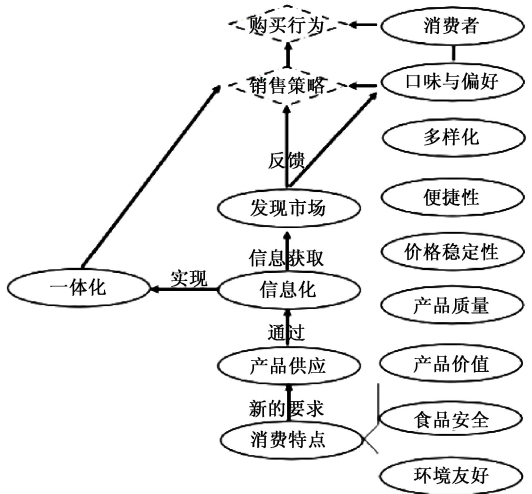 购买行为
消费者
销售策略
口味与偏好
多样化
反馈
便捷性
发现市场
价格稳定性
信息获取
一体化
实现
信息化
产品质量
通过
产品供应
产品价值
新的要求
食品安全
消费特点
环境友好